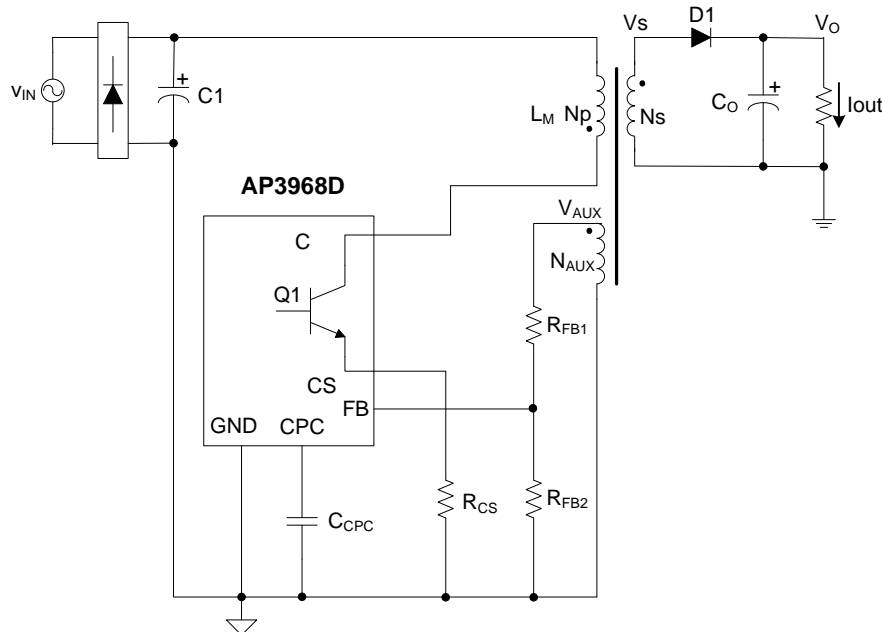 Vs
D1
VO
vIN
C1
LM Np
Ns
CO
Iout
AP3968D
VAUX
C
NAUX
Q1
RFB1
CS
FB
GND
CPC
RCS
RFB2
CCPC